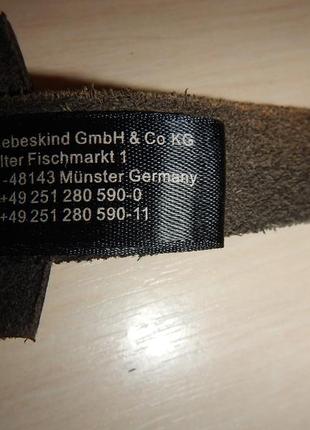 ebeskind GmbH & Co KG
lter Fischmarkt 1
-48143 Münster Germany
+49 251 280 590-0
+49 251 280 590-11